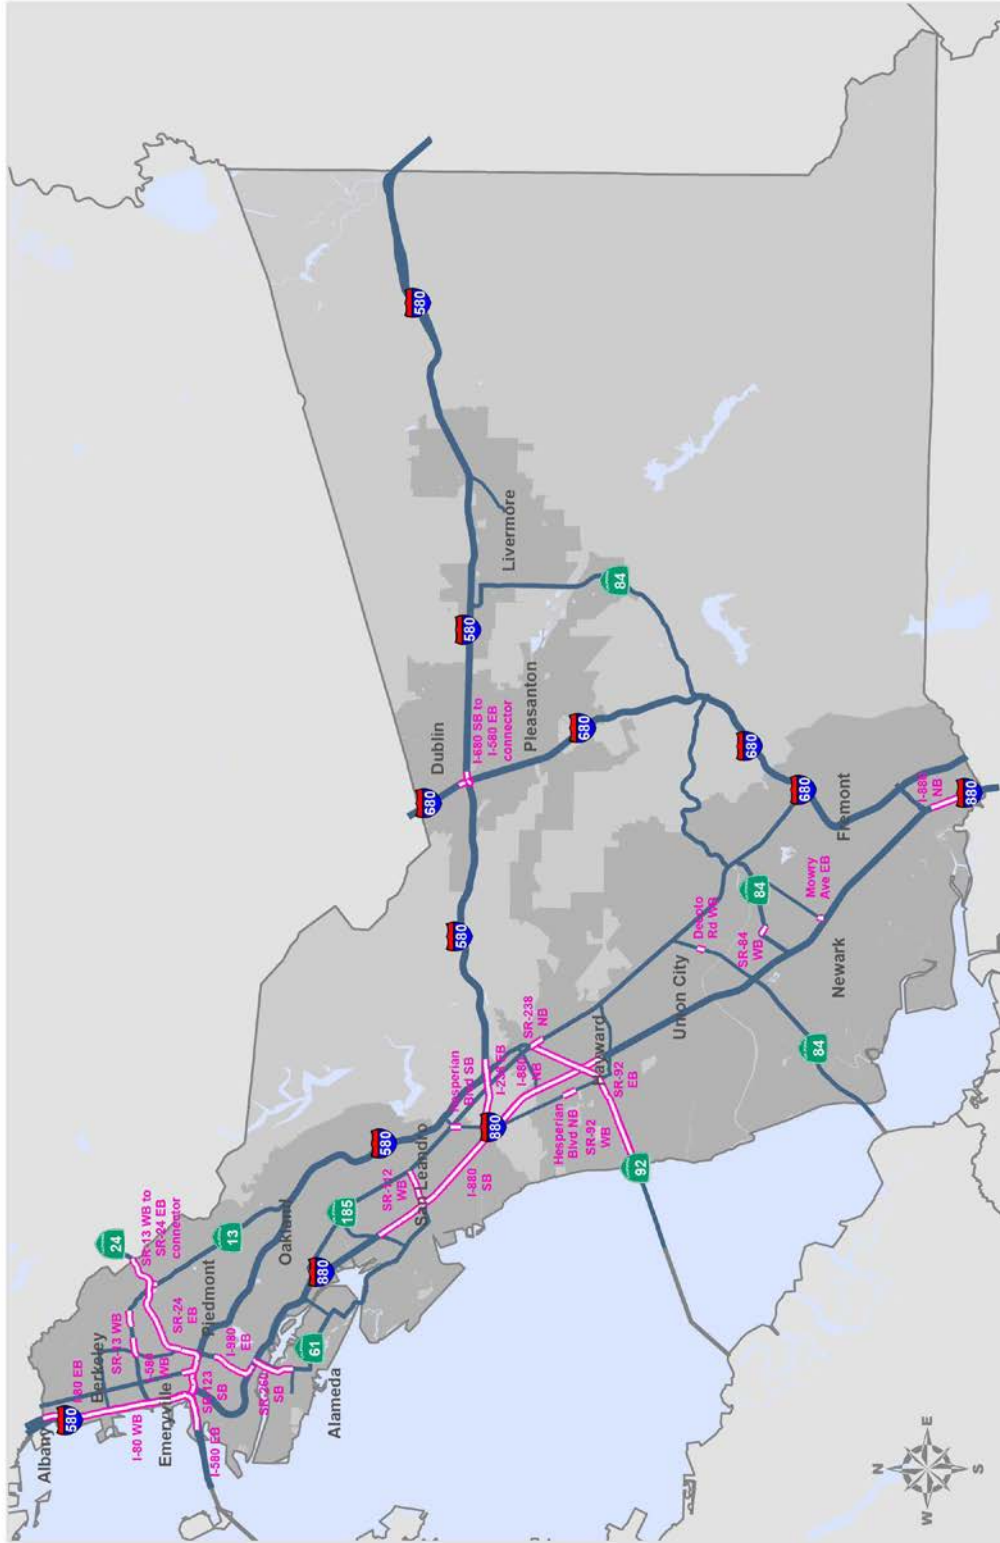 Albany
580
I-80 EB
Berkeley
I-80 WB
SR-13 WB
24
SR-13 WB to
SR-24 EB
connector
I-580
WB
Emeryville
SR-24
EB
Piedmont
13
SR-123
SB
I-580 EB
I-980
EB
SR-260
SB
Oakland
61
880
Alameda
185
580
SR-112
WB
San Leandro
Hesperian
Blvd SB
I-880
SB
880
I-238 EB
I-880
NB
SR-238
NB
580
Dublin
680
I-680 SB to
I-580 EB
connector
580
580
Livermore
Pleasanton
680
84
Hesperian
Blvd NB
SR-92
WB
Hayward
SR-92
EB
92
Union City
Decoto
Rd WB
SR-84
WB
84
680
680
Mowry
Ave EB
Fremont
Newark
84
I-880
NB
880
N
W
E
S